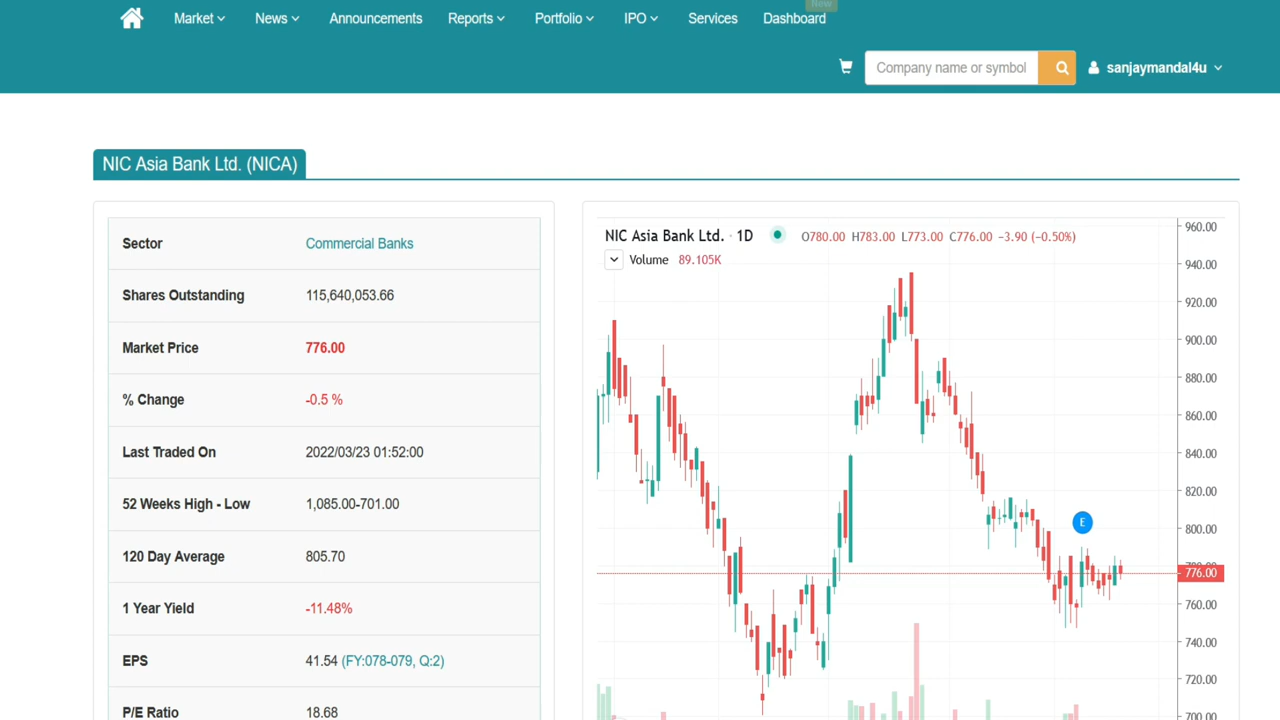 New
Market News Announcements Reports Portfolio IPO Services Dashboard
Company name or symbol sanjaymandal4u
NIC Asia Bank Ltd. (NICA)
Sector Commercial Banks
Shares Outstanding 115,640,053.66
Market Price 776.00
% Change -0.5 %
Last Traded On 2022/03/23 01:52:00
52 Weeks High - Low 1,085.00-701.00
120 Day Average 805.70
1 Year Yield -11.48%
EPS 41.54 (FY:078-079, Q:2)
P/E Ratio 18.68
NIC Asia Bank Ltd. · 1D O780.00 H783.00 L773.00 C776.00 −3.90 (−0.50%)
Volume 89.105K
E
960.00
940.00
920.00
900.00
880.00
860.00
840.00
820.00
800.00
780.00
776.00
760.00
740.00
720.00
700.00